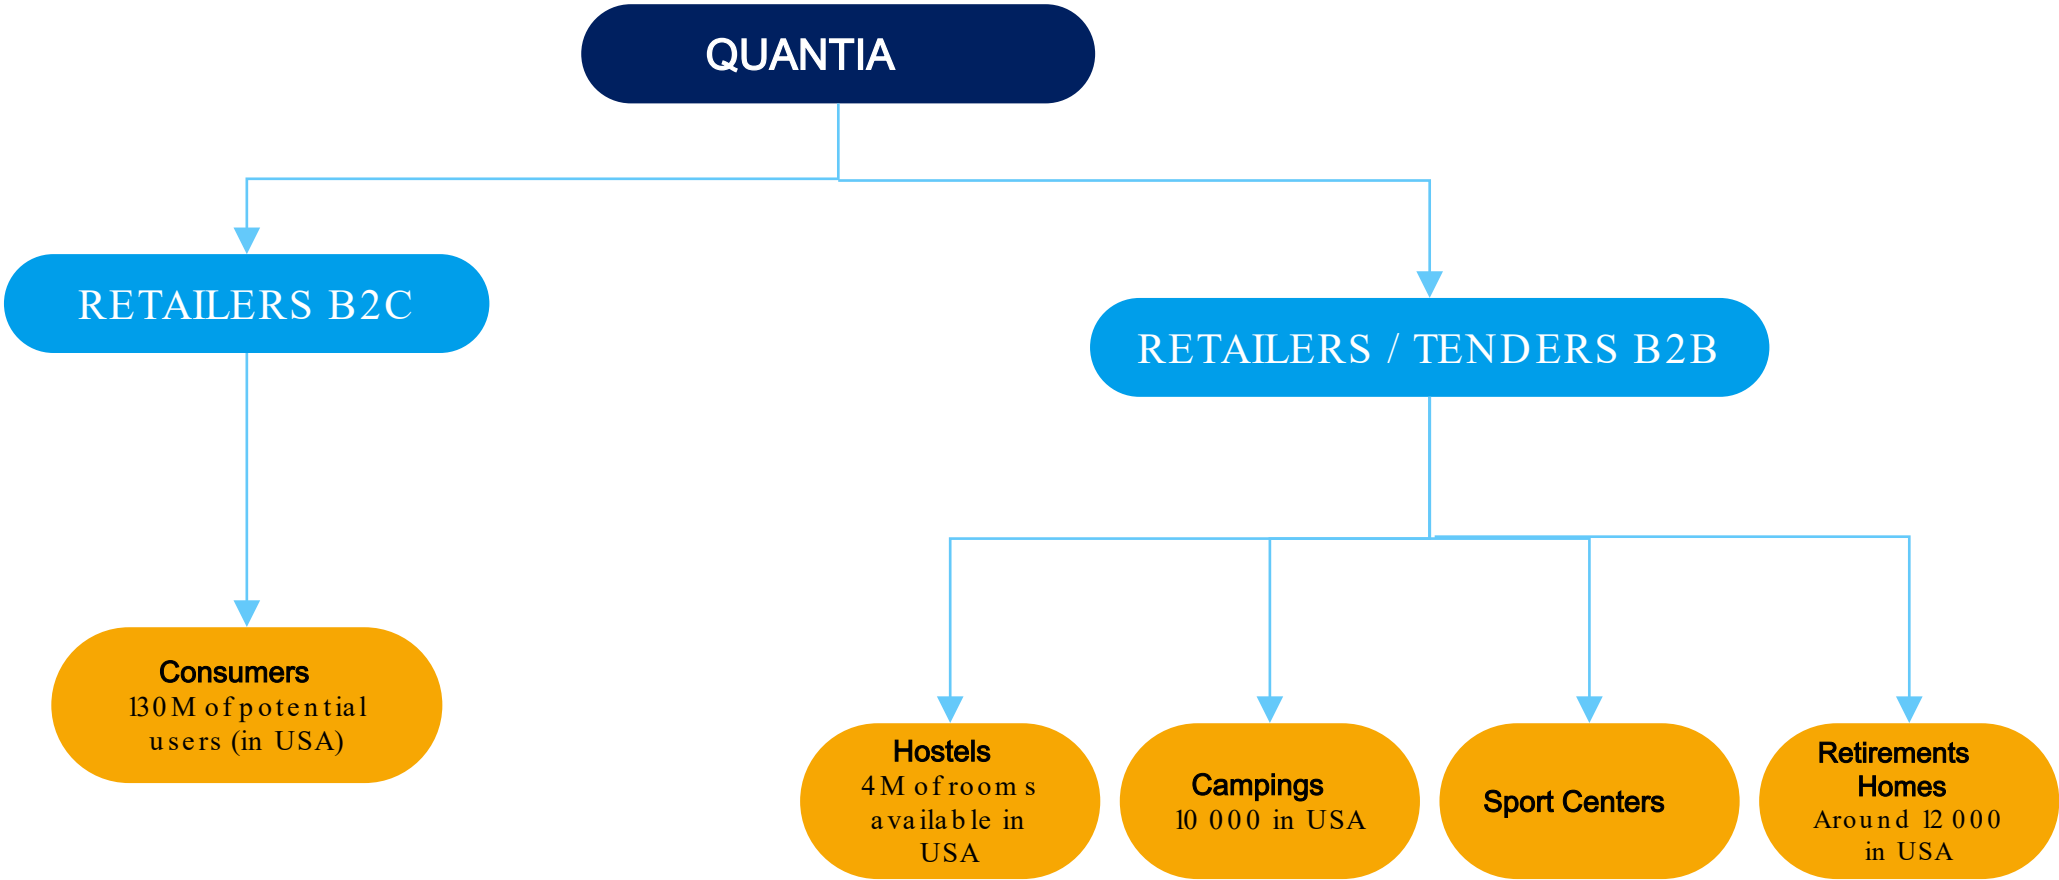 QUANTIA
RETAILERS B2C
RETAILERS / TENDERS B2B
Consumers
130M of potential
users (in USA)
Hostels
4M of rooms
available in
USA
Campings
10 000 in USA
Sport Centers
Retirements
Homes
Around 12 000
in USA